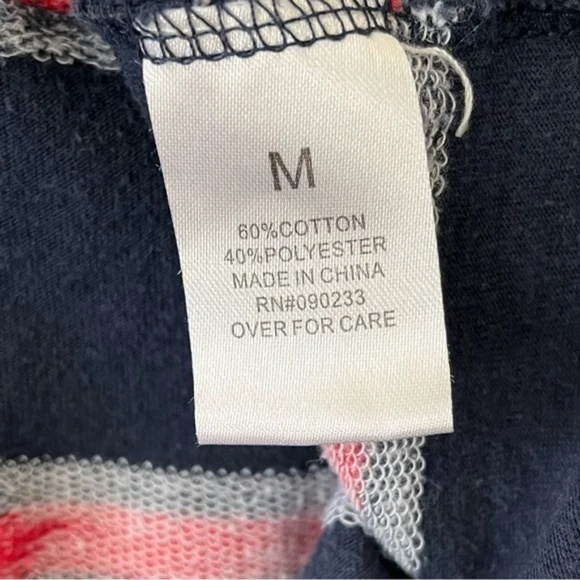 M
60%COTTON
40%POLYESTER
MADE IN CHINA
RN#090233
OVER FOR CARE